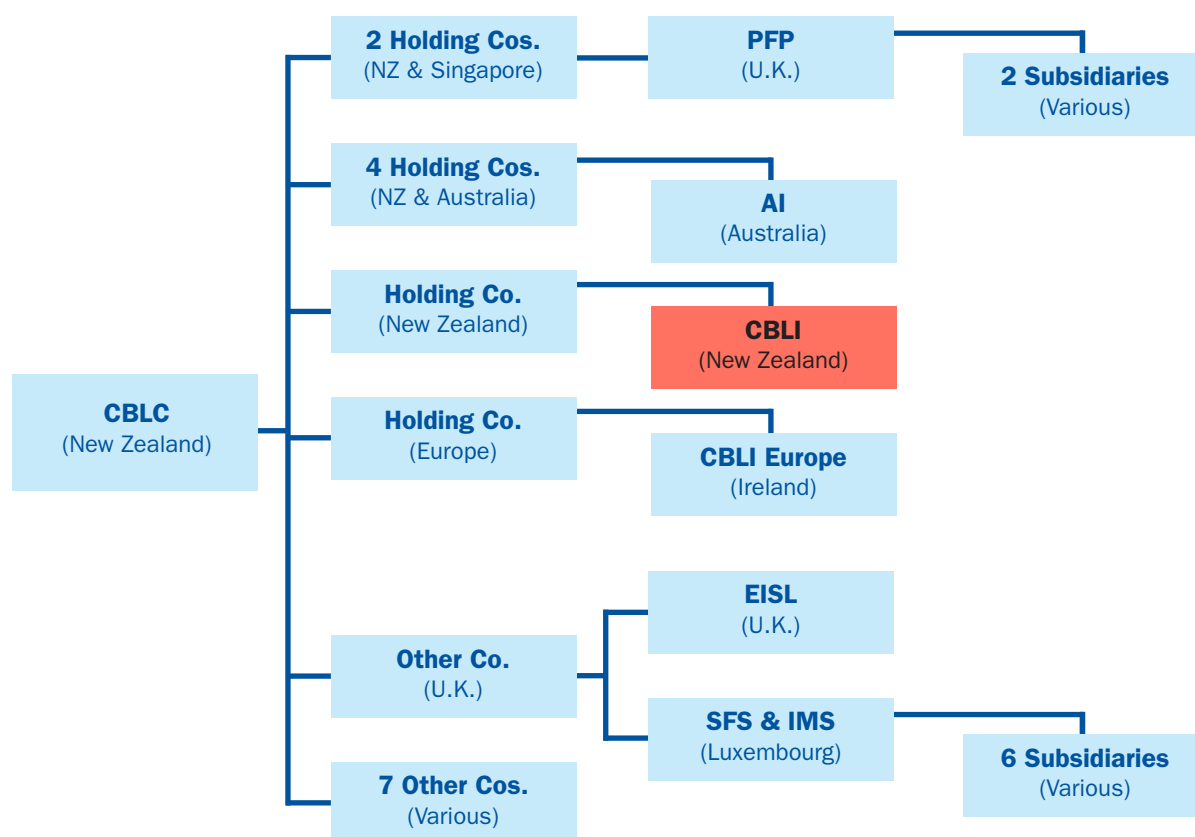 2 Holding Cos.
(NZ & Singapore)
PFP
(U.K.)
2 Subsidiaries
(Various)
4 Holding Cos.
(NZ & Australia)
AI
(Australia)
Holding Co.
(New Zealand)
CBLI
(New Zealand)
CBLC
(New Zealand)
Holding Co.
(Europe)
CBLI Europe
(Ireland)
EISL
(U.K.)
Other Co.
(U.K.)
SFS & IMS
(Luxembourg)
6 Subsidiaries
(Various)
7 Other Cos.
(Various)